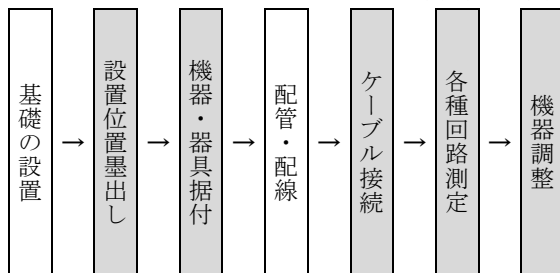 基礎の設置
→
設置位置墨出し
→
機器・器具据付
→
配管・配線
→
ケーブル接続
→
各種回路測定
→
機器調整